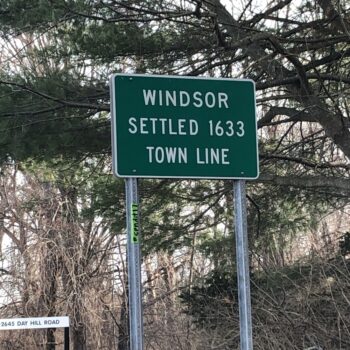 WINDSOR
SETTLED 1633
TOWN LINE
2645 DAY HILL ROAD